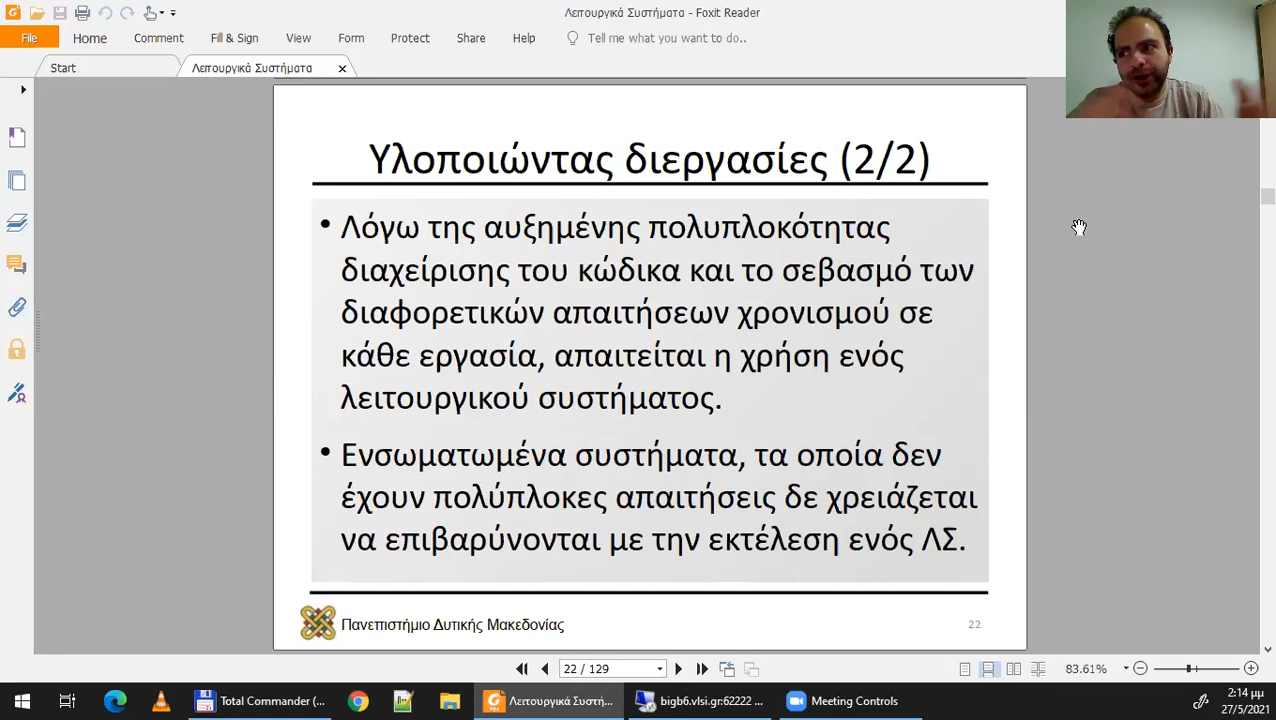 Λειτουργικά Συστήματα - Foxit Reader
File Home Comment Fill & Sign View Form Protect Share Help Tell me what you want to do..
Start Λειτουργικά Συστήματα
Υλοποιώντας διεργασίες (2/2)
• Λόγω της αυξημένης πολυπλοκότητας
διαχείρισης του κώδικα και το σεβασμό των
διαφορετικών απαιτήσεων χρονισμού σε
κάθε εργασία, απαιτείται η χρήση ενός
λειτουργικού συστήματος.
• Ενσωματωμένα συστήματα, τα οποία δεν
έχουν πολύπλοκες απαιτήσεις δε χρειάζεται
να επιβαρύνονται με την εκτέλεση ενός ΛΣ.
Πανεπιστήμιο Δυτικής Μακεδονίας
22
22 / 129
83.61%
Total Commander (... Λειτουργικά Συστή... bigb6.vlsi.gr:62222 ... Meeting Controls
2:14 μμ
27/5/2021